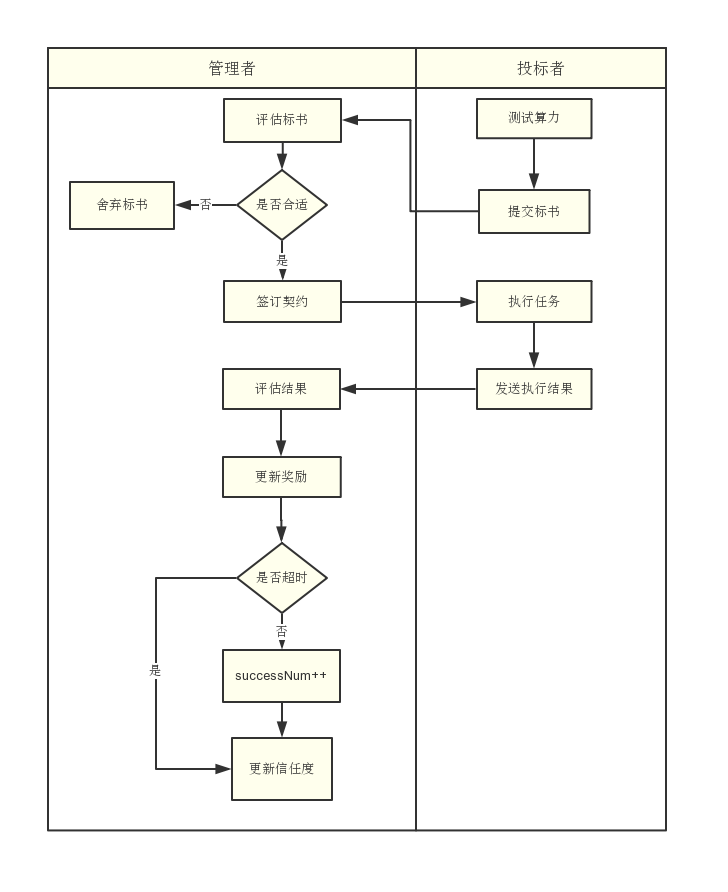 管理者
投标者
评估标书
测试算力
舍弃标书
否
是否合适
提交标书
是
签订契约
执行任务
评估结果
发送执行结果
更新奖励
是否超时
否
是
successNum++
更新信任度